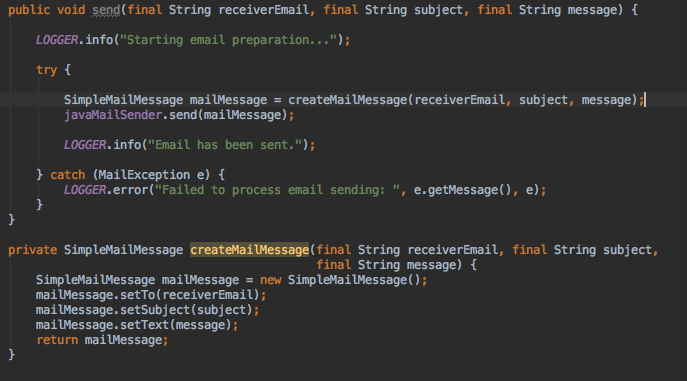 public void send(final String receiverEmail, final String subject, final String message) {
LOGGER.info("Starting email preparation...");
try {
SimpleMailMessage mailMessage = createMailMessage(receiverEmail, subject, message);
javaMailSender.send(mailMessage);
LOGGER.info("Email has been sent.");
} catch (MailException e) {
LOGGER.error("Failed to process email sending: ", e.getMessage(), e);
}
}
private SimpleMailMessage createMailMessage(final String receiverEmail, final String subject,
final String message) {
SimpleMailMessage mailMessage = new SimpleMailMessage();
mailMessage.setTo(receiverEmail);
mailMessage.setSubject(subject);
mailMessage.setText(message);
return mailMessage;
}